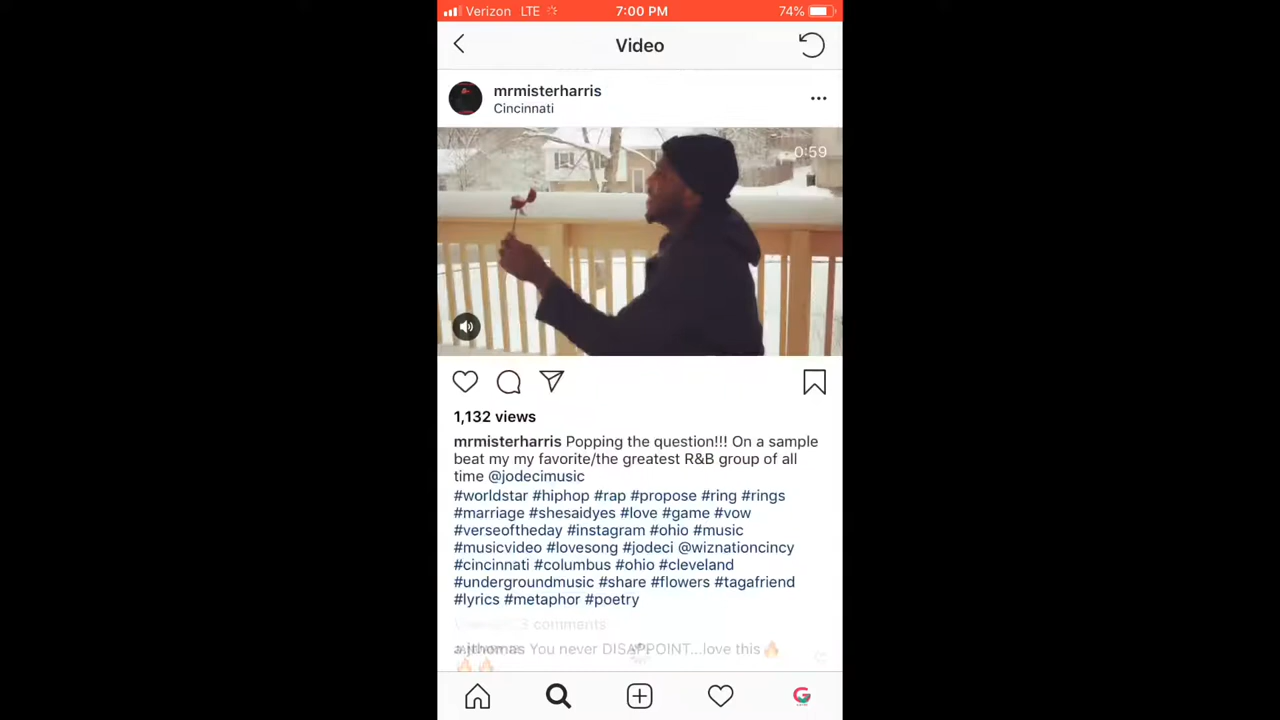 Verizon LTE 7:00 PM 74%
Video
mrmisterharris
Cincinnati
0:59
1,132 views
mrmisterharris Popping the question!!! On a sample
beat my my favorite/the greatest R&B group of all
time @jodecimusic
#worldstar #hiphop #rap #propose #ring #rings
#marriage #shesaidyes #love #game #vow
#verseoftheday #instagram #ohio #music
#musicvideo #lovesong #jodeci @wiznationcincy
#cincinnati #columbus #ohio #cleveland
#undergroundmusic #share #flowers #tagafriend
#lyrics #metaphor #poetry
comments
You never DISAPPOINT...love this🔥
🔥🔥